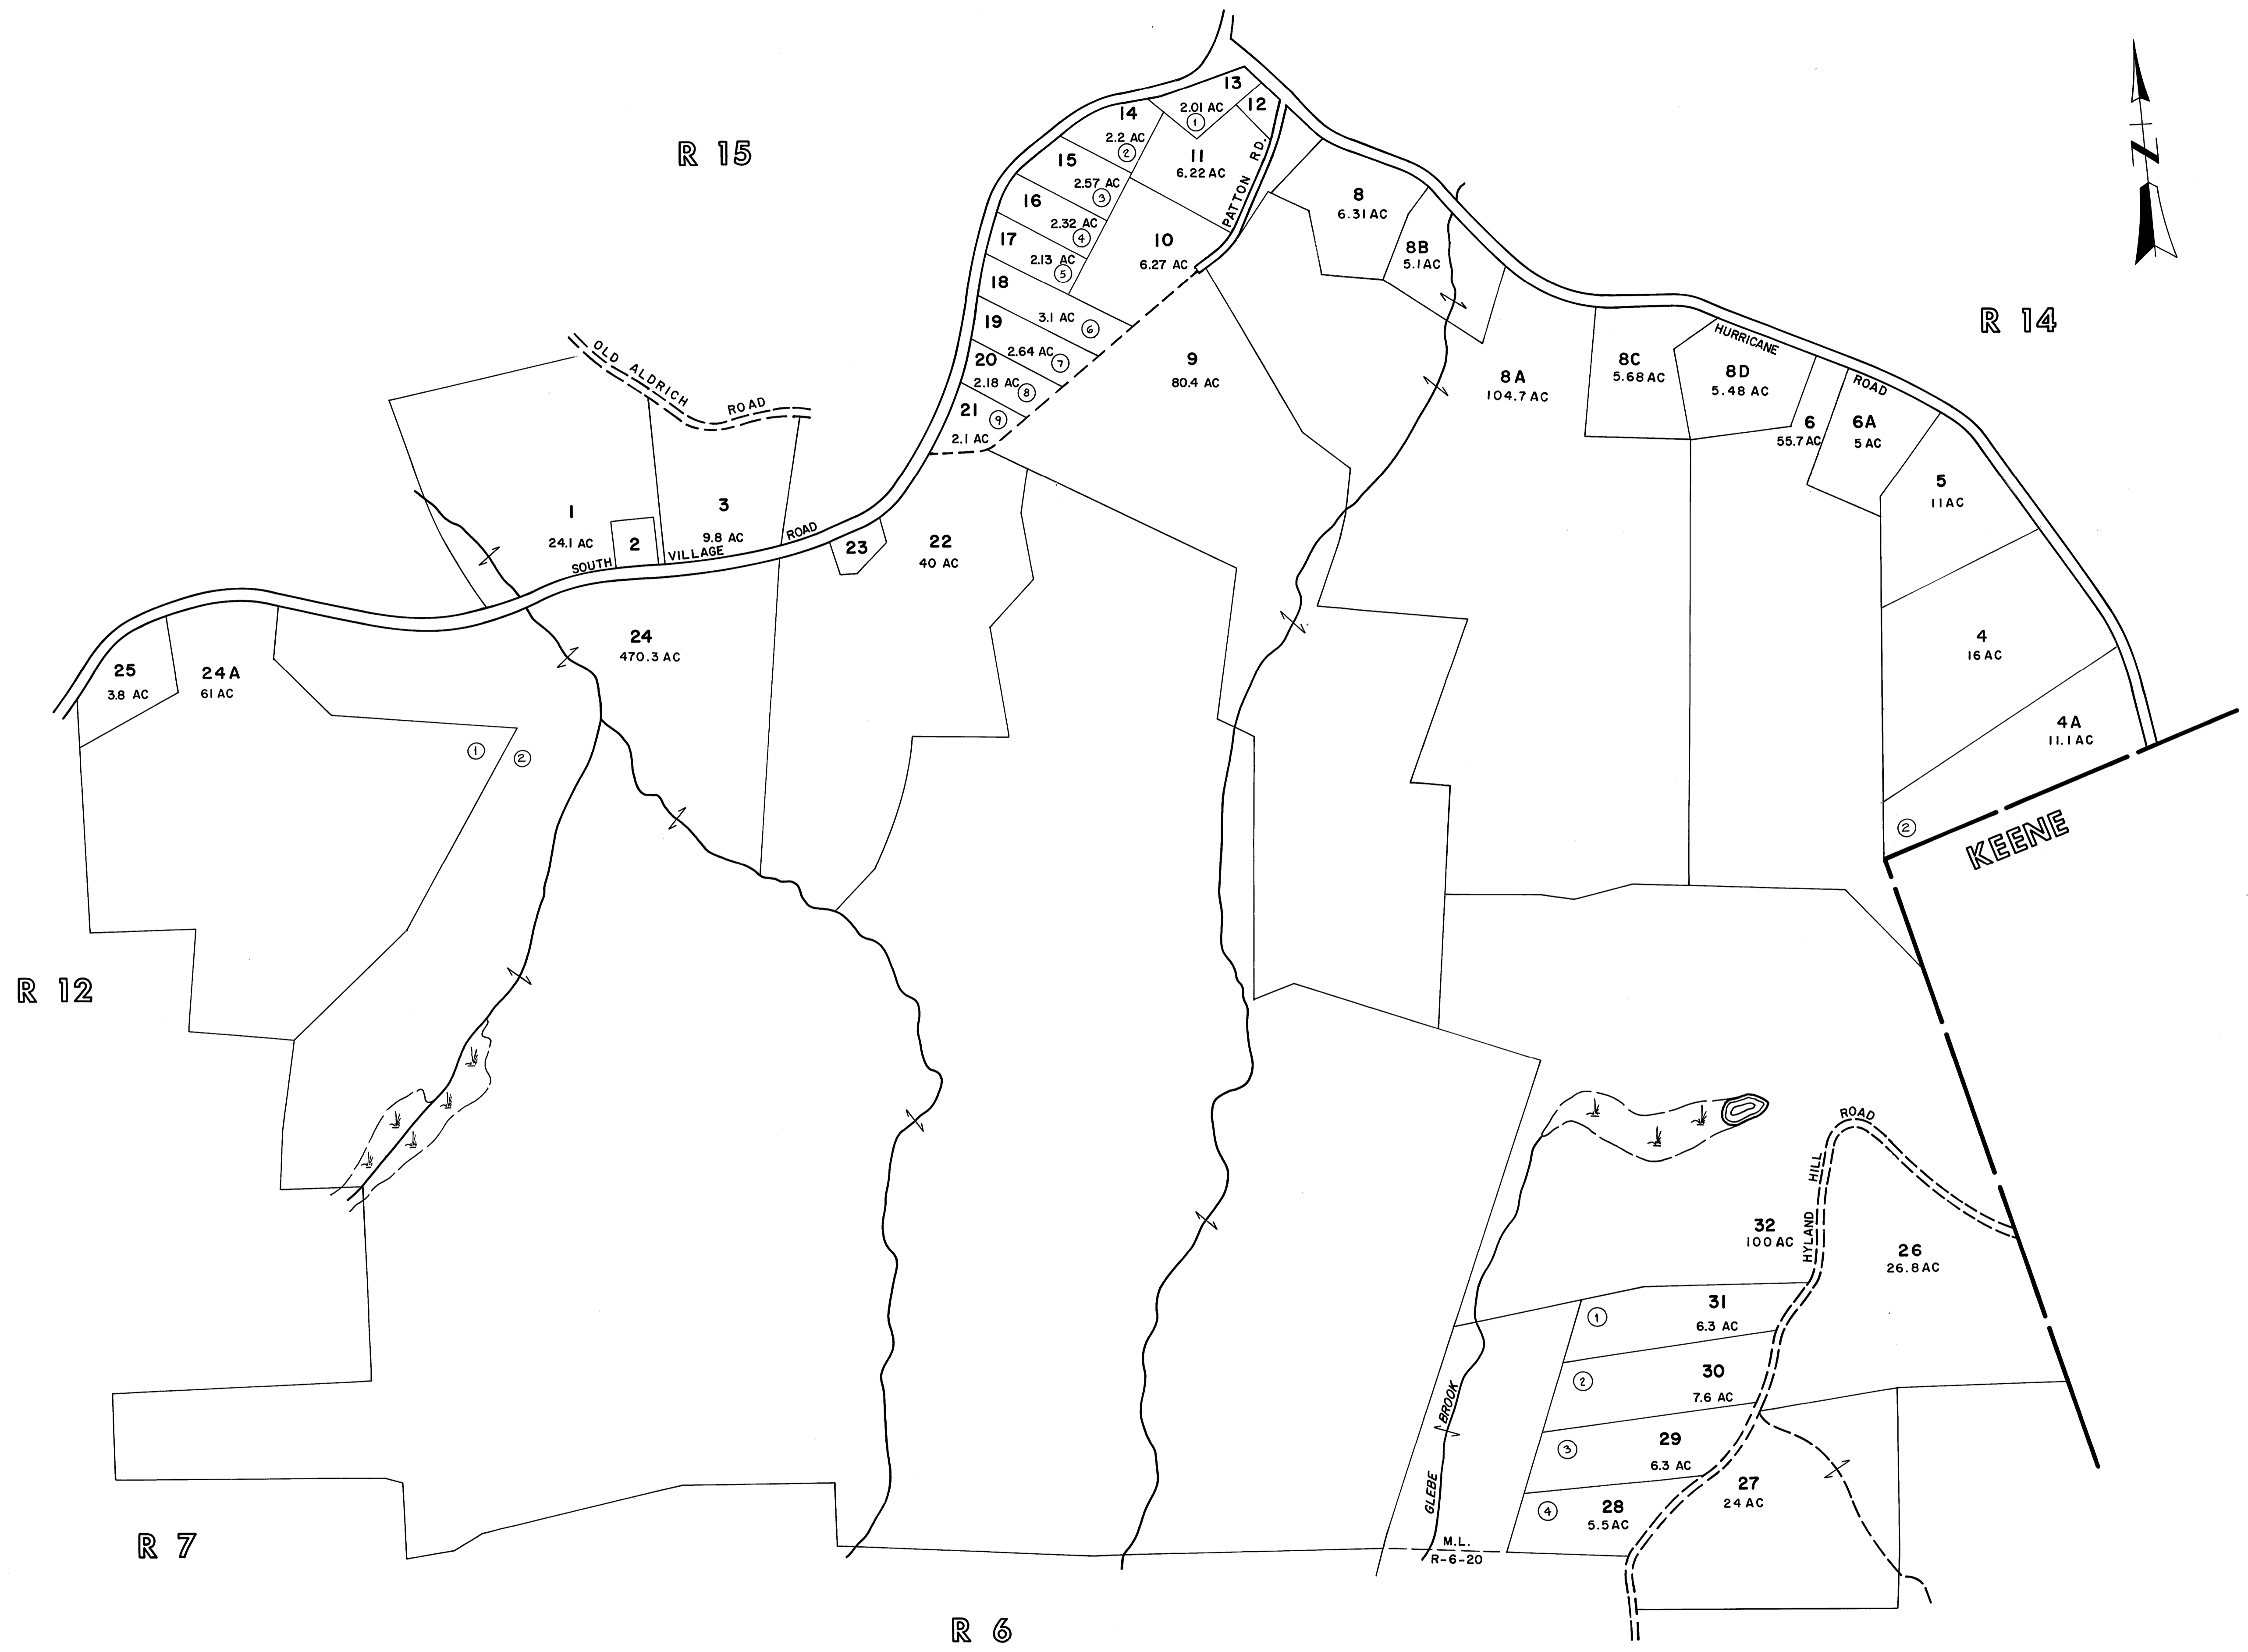 R 15
13
2.01 AC
1
12
14
2.2 AC
2
11
6.22 AC
PATTON RD.
15
2.57 AC
3
16
2.32 AC
4
17
2.13 AC
5
10
6.27 AC
18
3.1 AC
6
19
2.64 AC
7
20
2.18 AC
8
21
9
2.1 AC
8
6.31 AC
8B
5.1 AC
N
R 14
HURRICANE ROAD
9
80.4 AC
8A
104.7 AC
8C
5.68 AC
8D
5.48 AC
6
55.7 AC
6A
5 AC
5
11 AC
4
16 AC
4A
11.1 AC
2
KEENE
OLD ALDRICH ROAD
1
24.1 AC
2
3
9.8 AC
SOUTH VILLAGE ROAD
23
22
40 AC
24
470.3 AC
25
3.8 AC
24A
61 AC
1
2
R 12
HYLAND HILL ROAD
32
100 AC
26
26.8 AC
1
31
6.3 AC
2
30
7.6 AC
3
29
6.3 AC
4
28
5.5 AC
27
24 AC
GLEBE BROOK
M.L.
R-6-20
R 7
R 6